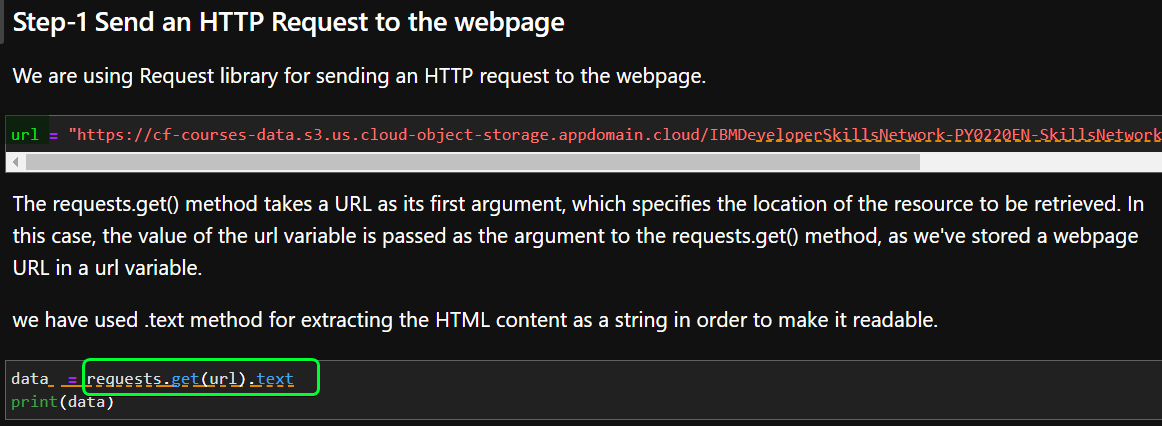 Step-1 Send an HTTP Request to the webpage
We are using Request library for sending an HTTP request to the webpage.
url = "https://cf-courses-data.s3.us.cloud-object-storage.appdomain.cloud/IBMDeveloperSkillsNetwork-PY0220EN-SkillsNetwork
The requests.get() method takes a URL as its first argument, which specifies the location of the resource to be retrieved. In
this case, the value of the url variable is passed as the argument to the requests.get() method, as we've stored a webpage
URL in a url variable.
we have used .text method for extracting the HTML content as a string in order to make it readable.
data  = requests.get(url).text
print(data)